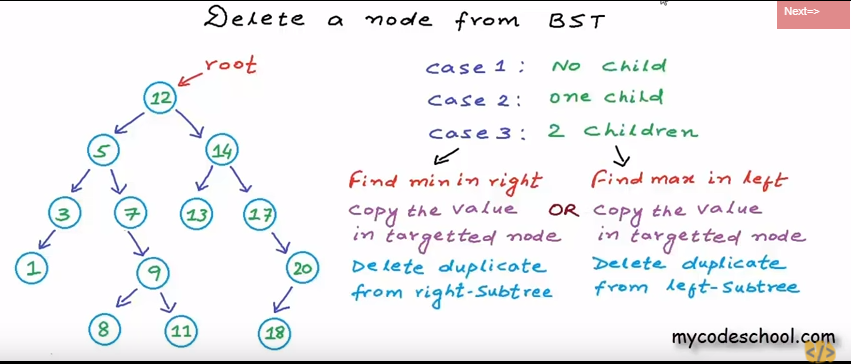 Delete a node from BST
Next=>
root
12
5
14
3
7
13
17
1
9
20
8
11
18
case 1 : No child
case 2 : one child
case 3 : 2 children
Find min in right
Copy the value
in targetted node
Delete duplicate
from right-subtree
OR
Find max in left
Copy the value
in targetted node
Delete duplicate
from left-subtree
mycodeschool.com
</>